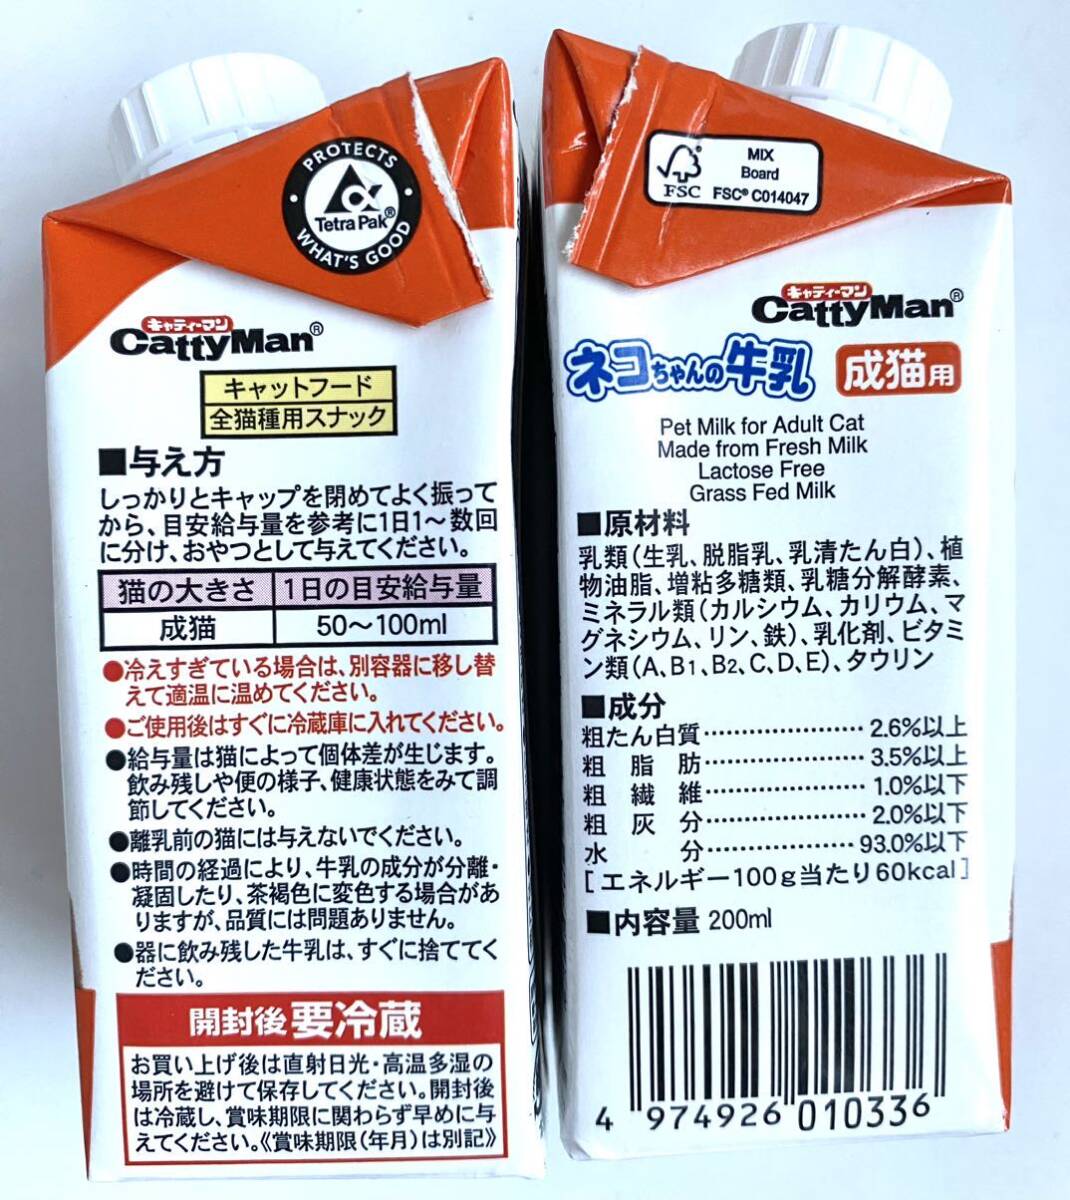 PROTECTS
Tetra Pak®
WHAT'S GOOD
キャティーマン
CattyMan®
キャットフード
全猫種用スナック
■与え方
しっかりとキャップを閉めてよく振って
から、目安給与量を参考に1日1〜数回
に分け、おやつとして与えてください。
猫の大きさ 1日の目安給与量
成猫 50〜100ml
●冷えすぎている場合は、別容器に移し替
えて適温に温めてください。
●ご使用後はすぐに冷蔵庫に入れてください。
●給与量は猫によって個体差が生じます。
飲み残しや便の様子、健康状態をみて調
節してください。
●離乳前の猫には与えないでください。
●時間の経過により、牛乳の成分が分離・
凝固したり、茶褐色に変色する場合があ
りますが、品質には問題ありません。
●器に飲み残した牛乳は、すぐに捨ててく
ださい。
開封後要冷蔵
お買い上げ後は直射日光・高温多湿の
場所を避けて保存してください。開封後
は冷蔵し、賞味期限に関わらず早めに与
えてください。《賞味期限(年月)は別記》
MIX
Board
FSC FSC® C014047
キャティーマン
CattyMan®
ネコちゃんの牛乳 成猫用
Pet Milk for Adult Cat
Made from Fresh Milk
Lactose Free
Grass Fed Milk
■原材料
乳類(生乳、脱脂乳、乳清たん白)、植
物油脂、増粘多糖類、乳糖分解酵素、
ミネラル類(カルシウム、カリウム、マ
グネシウム、リン、鉄)、乳化剤、ビタミ
ン類(A、B1、B2、C、D、E)、タウリン
■成分
粗たん白質……………………2.6%以上
粗脂肪……………………3.5%以上
粗繊維……………………1.0%以下
粗灰分……………………2.0%以下
水分……………………93.0%以下
[エネルギー100g当たり60kcal]
■内容量 200ml
4 974926 010336